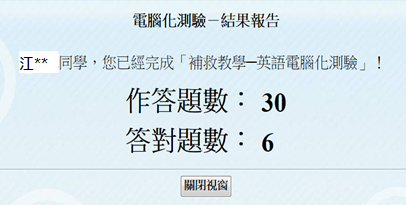 電腦化測驗－結果報告
江** 同學，您已經完成「補救教學─英語電腦化測驗」！
作答題數： 30
答對題數： 6
關閉視窗